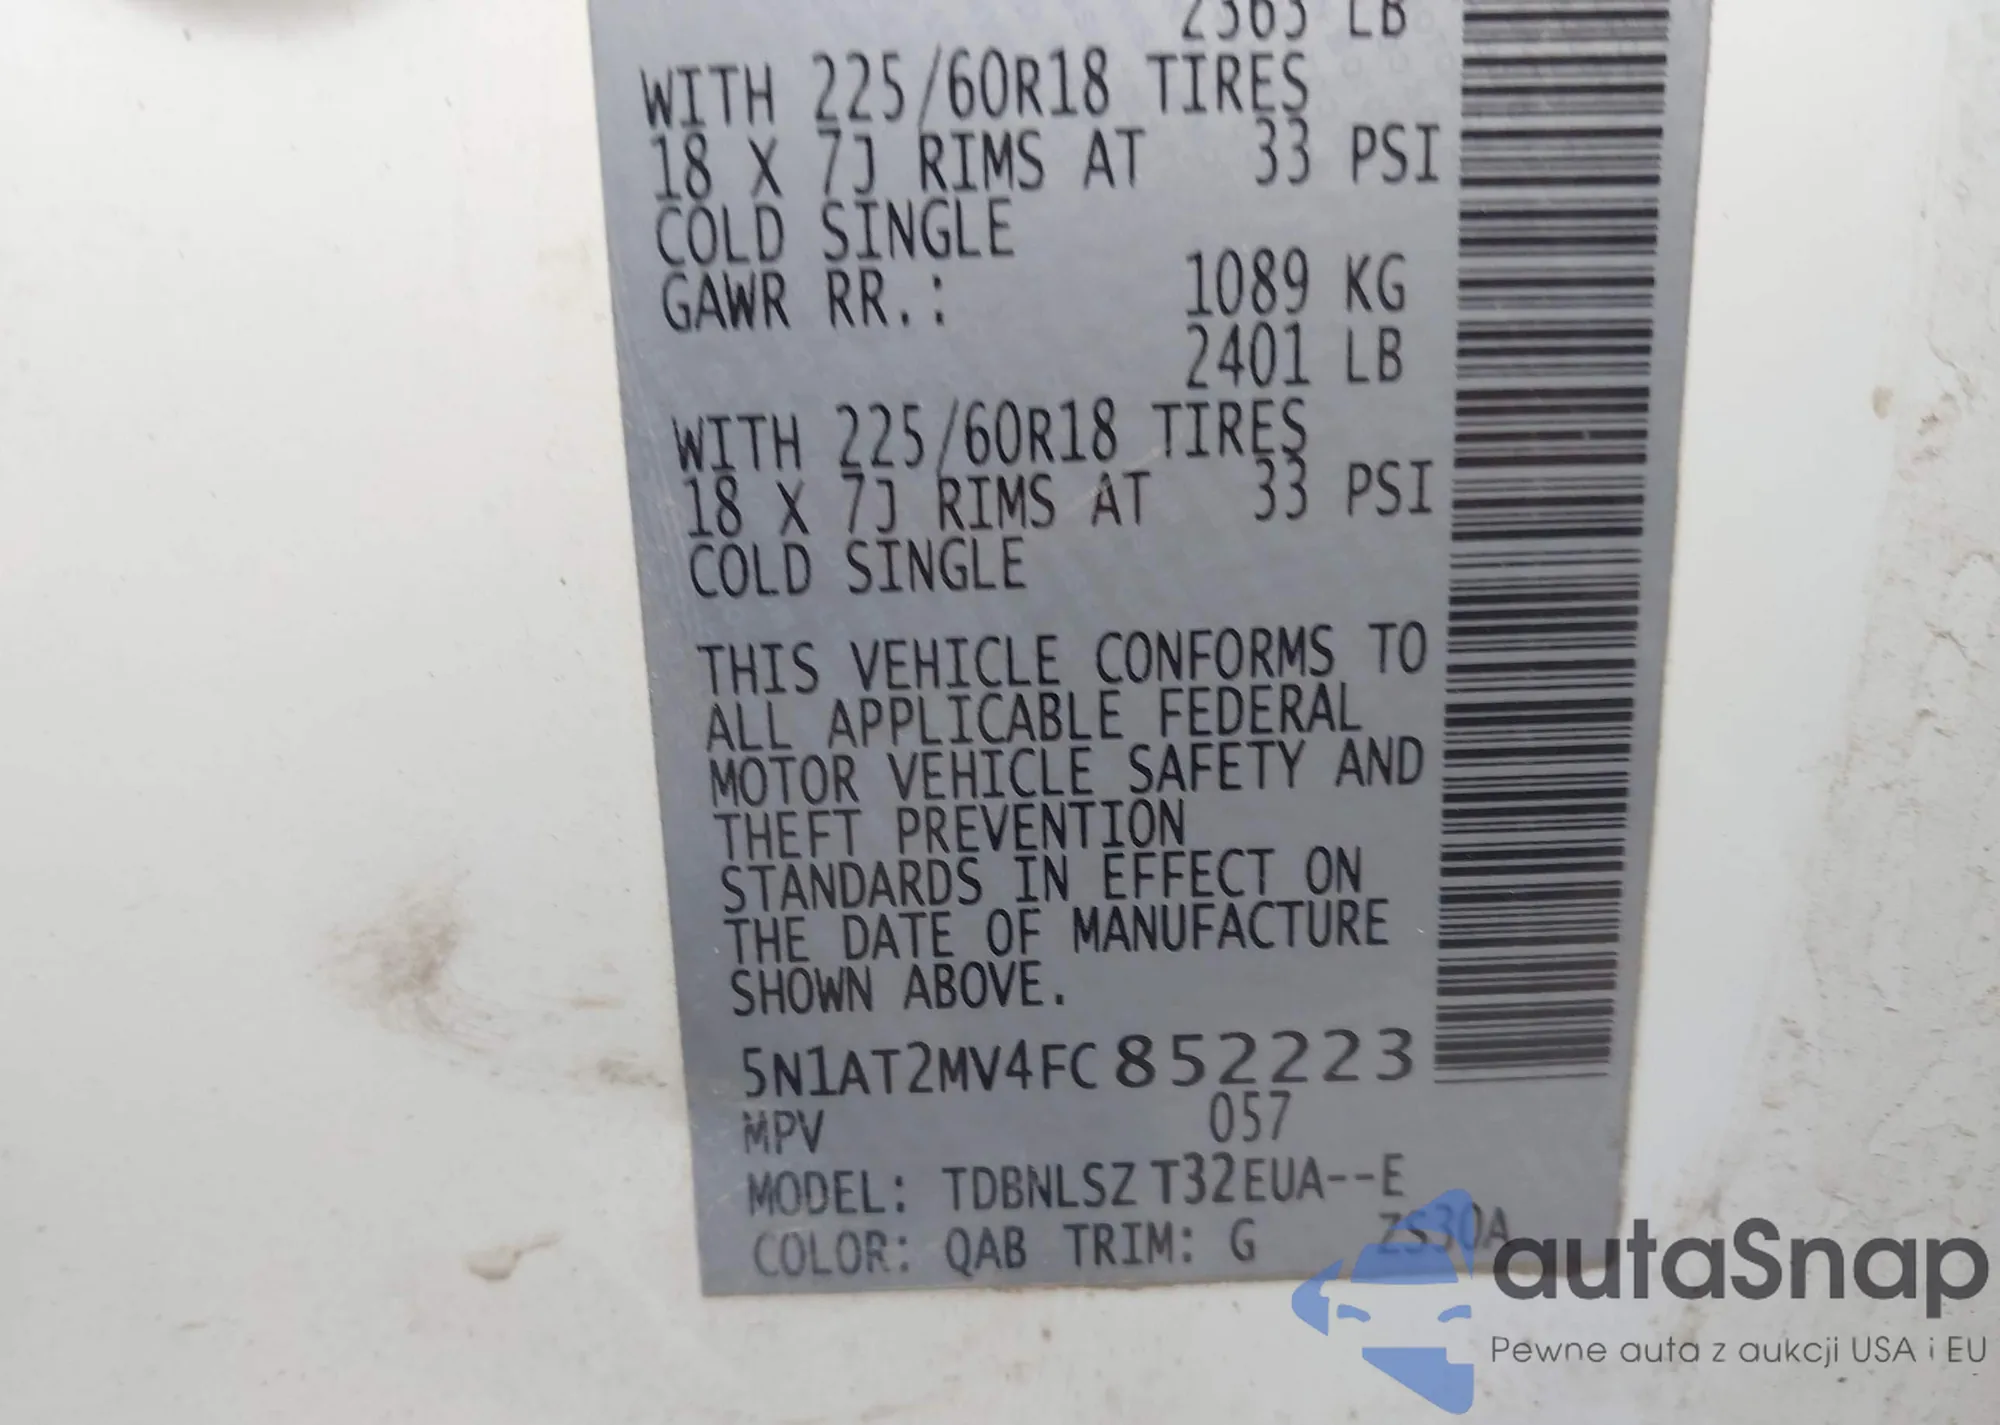 2363 LB
WITH 225/60R18 TIRES
18 X 7J RIMS AT 33 PSI
COLD SINGLE
GAWR RR.: 1089 KG
2401 LB
WITH 225/60R18 TIRES
18 X 7J RIMS AT 33 PSI
COLD SINGLE
THIS VEHICLE CONFORMS TO
ALL APPLICABLE FEDERAL
MOTOR VEHICLE SAFETY AND
THEFT PREVENTION
STANDARDS IN EFFECT ON
THE DATE OF MANUFACTURE
SHOWN ABOVE.
5N1AT2MV4FC852223
MPV 057
MODEL: TDBNLSZ T32EUA--E
COLOR: QAB TRIM: G ZS30A
autaSnap
Pewne auta z aukcji USA i EU